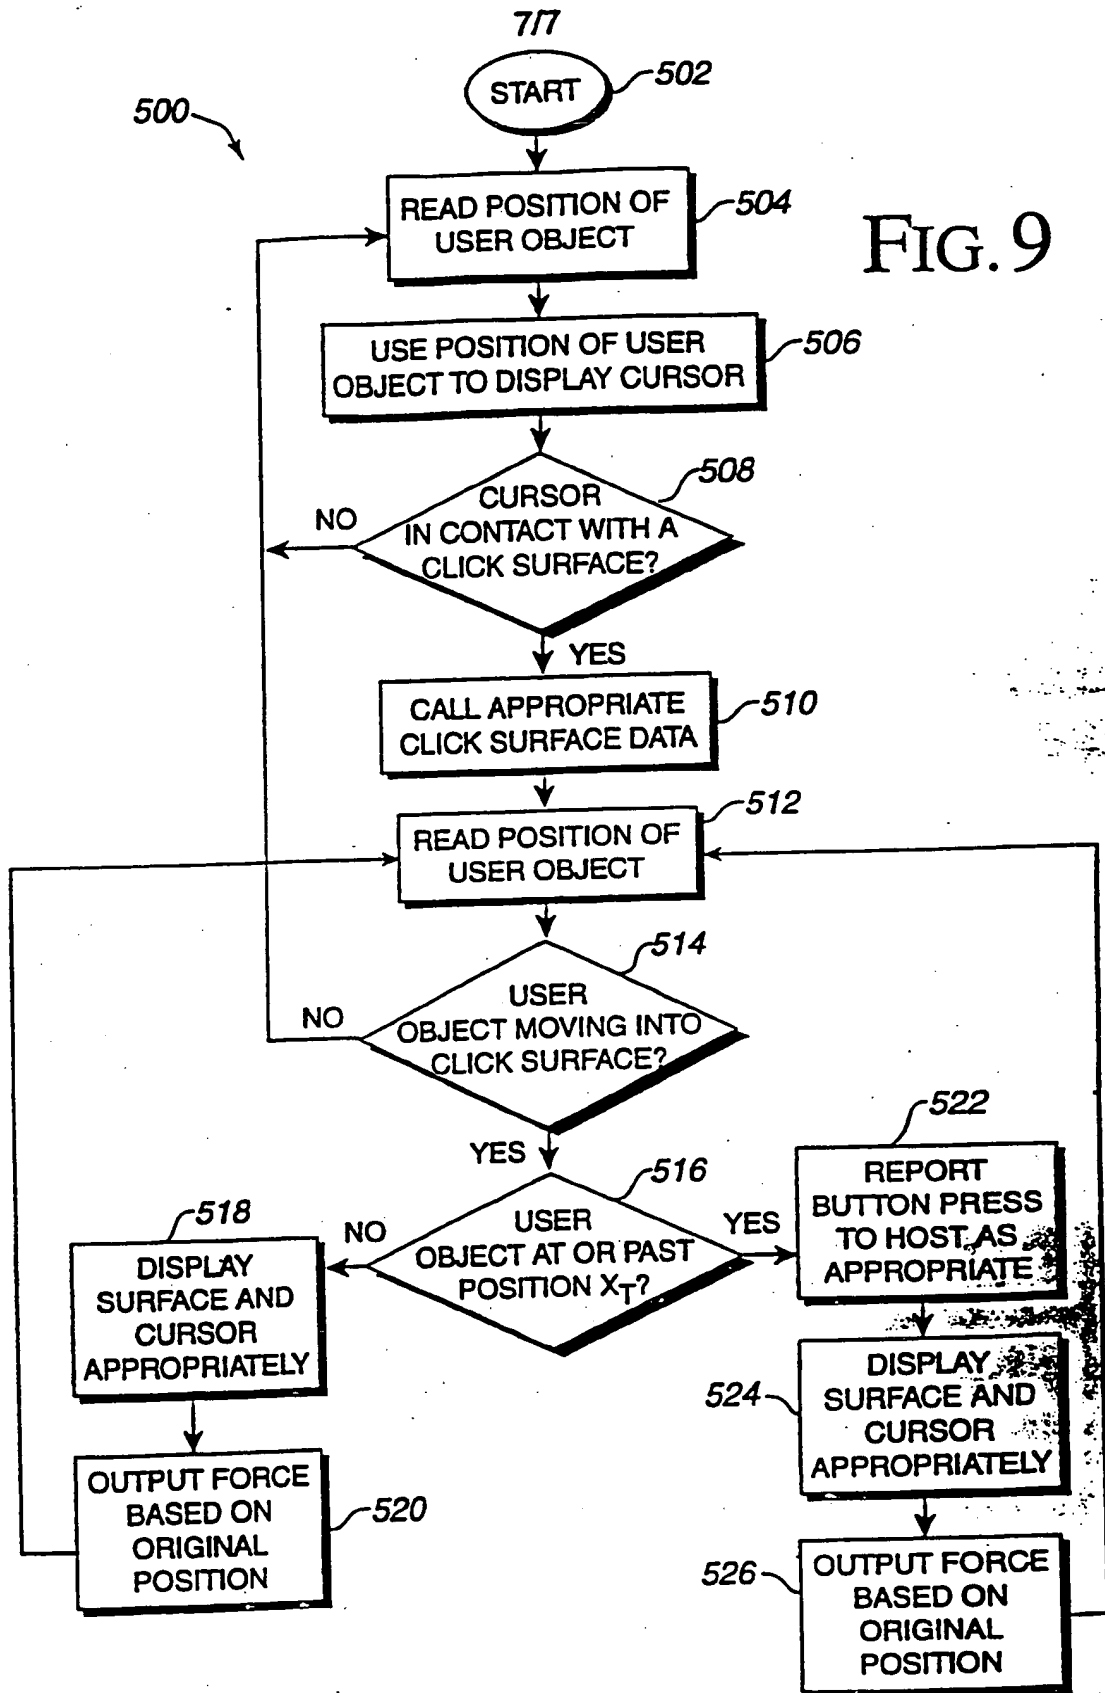 7/7
START
502
500
READ POSITION OF
USER OBJECT
504
FIG. 9
USE POSITION OF USER
OBJECT TO DISPLAY CURSOR
506
508
CURSOR
IN CONTACT WITH A
CLICK SURFACE?
NO
YES
CALL APPROPRIATE
CLICK SURFACE DATA
510
512
READ POSITION OF
USER OBJECT
514
USER
OBJECT MOVING INTO
CLICK SURFACE?
NO
YES
516
USER
OBJECT AT OR PAST
POSITION XT?
NO
YES
518
DISPLAY
SURFACE AND
CURSOR
APPROPRIATELY
522
REPORT
BUTTON PRESS
TO HOST AS
APPROPRIATE
524
DISPLAY
SURFACE AND
CURSOR
APPROPRIATELY
OUTPUT FORCE
BASED ON
ORIGINAL
POSITION
520
526
OUTPUT FORCE
BASED ON
ORIGINAL
POSITION